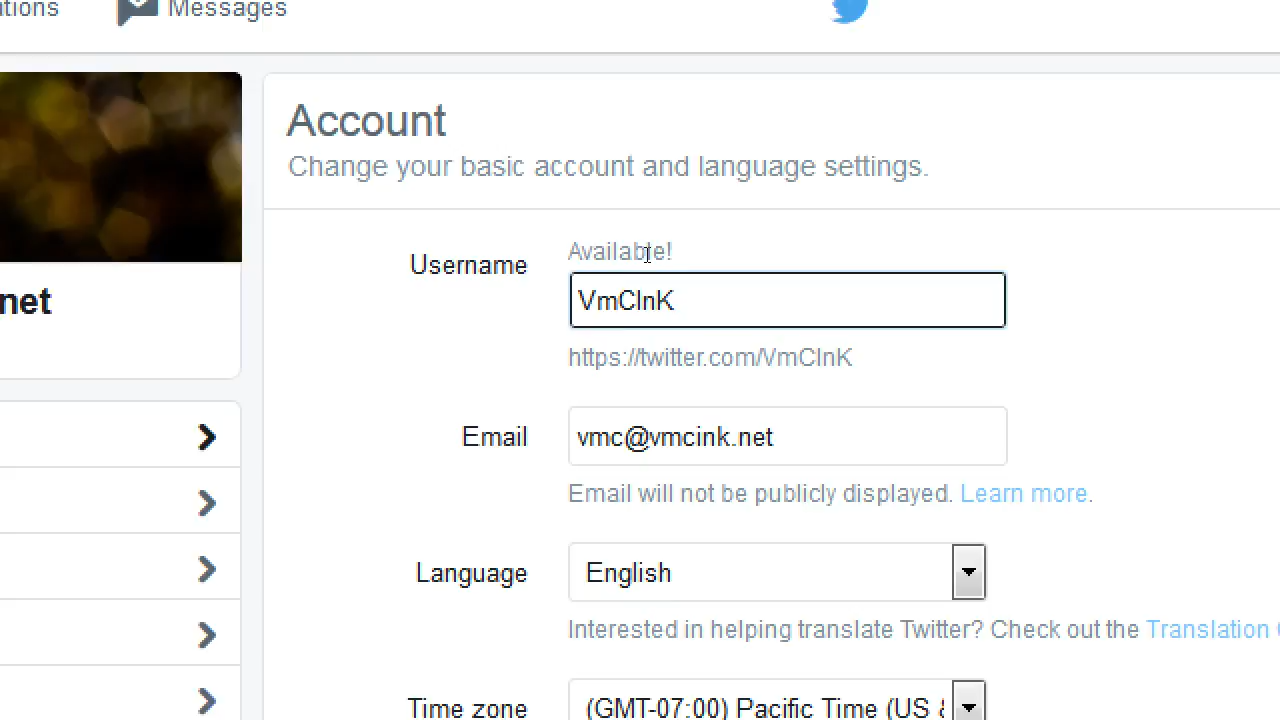 Messages
Account
Change your basic account and language settings.
Available!
Username
VmCInK
https://twitter.com/VmCInK
net
Email
vmc@vmcink.net
Email will not be publicly displayed. Learn more.
Language
English
Interested in helping translate Twitter? Check out the Translation
Time zone
(GMT-07:00) Pacific Time (US &